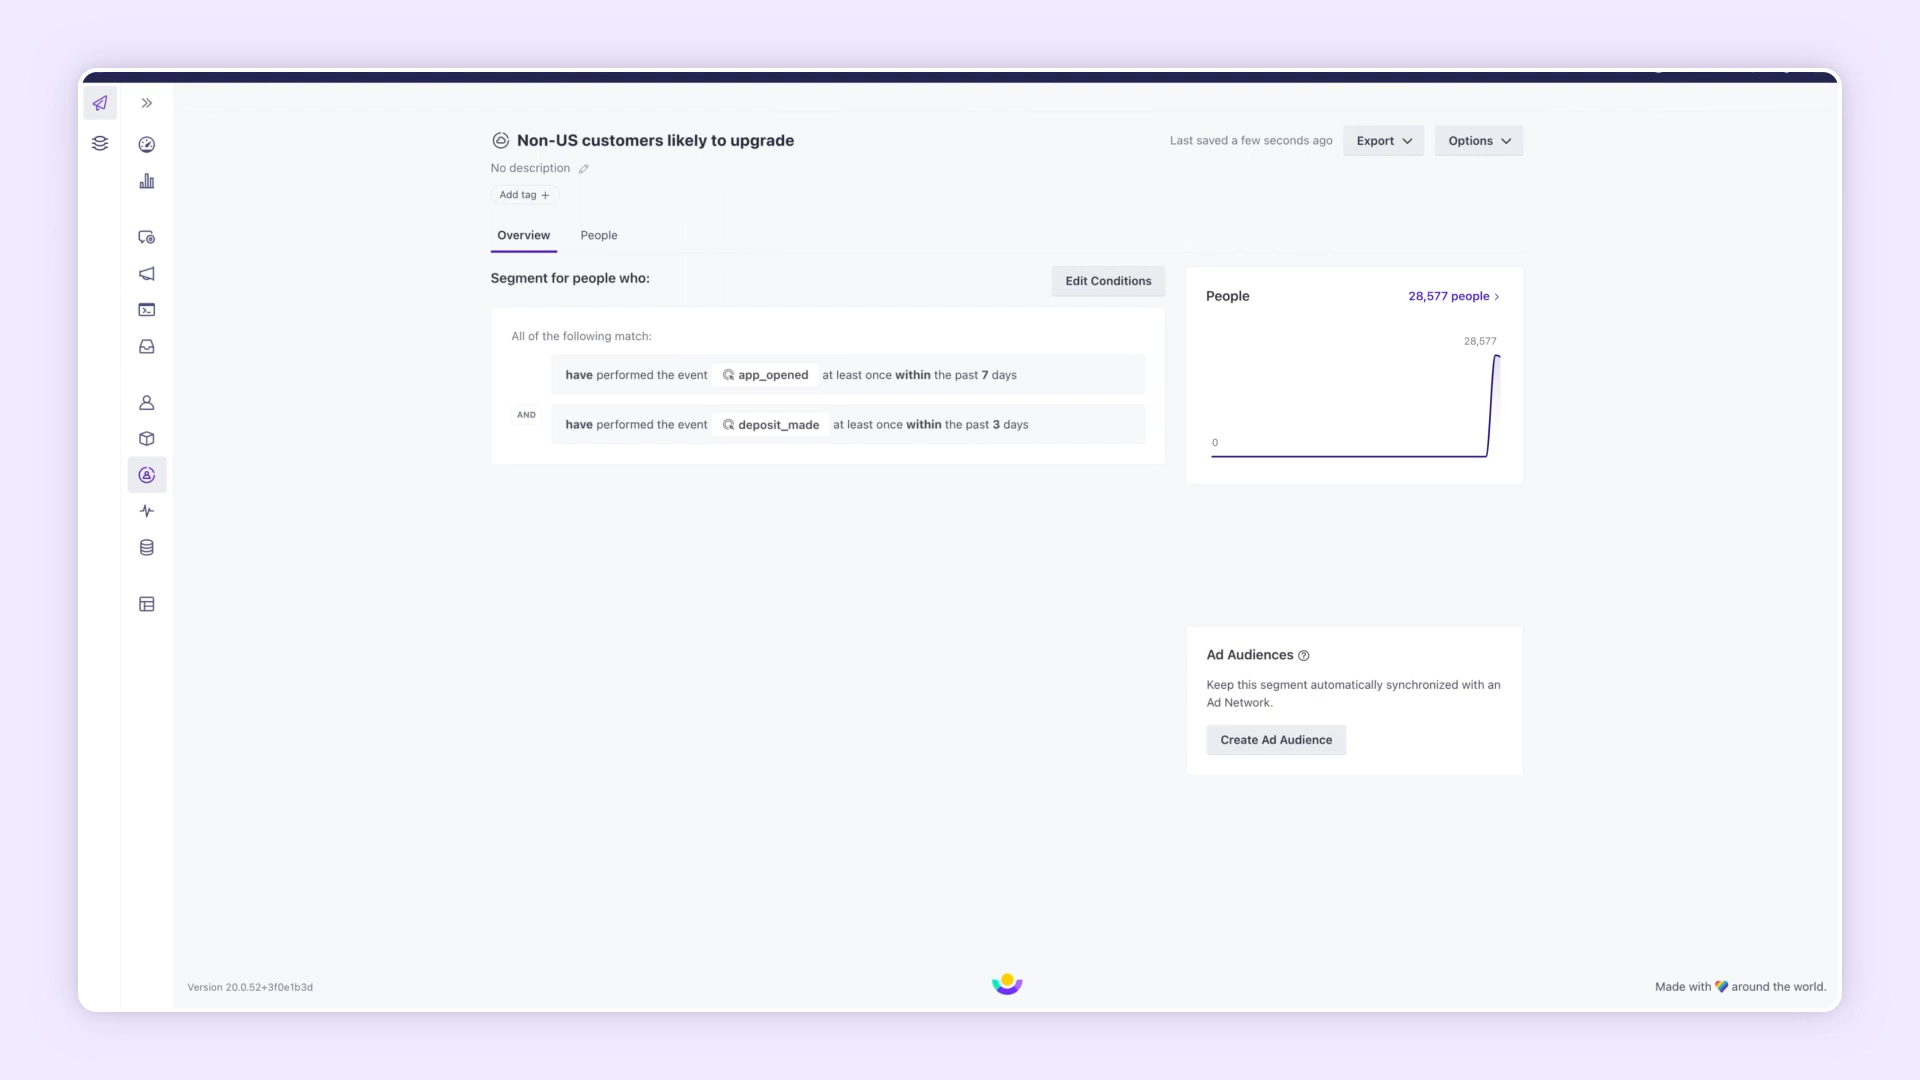 Non-US customers likely to upgrade
Last saved a few seconds ago
Export
Options
No description
Add tag +
Overview
People
Segment for people who:
Edit Conditions
All of the following match:
have performed the event app_opened at least once within the past 7 days
AND
have performed the event deposit_made at least once within the past 3 days
People
28,577 people
28,577
0
Ad Audiences
Keep this segment automatically synchronized with an
Ad Network.
Create Ad Audience
Version 20.0.52+3f0e1b3d
Made with 💜 around the world.